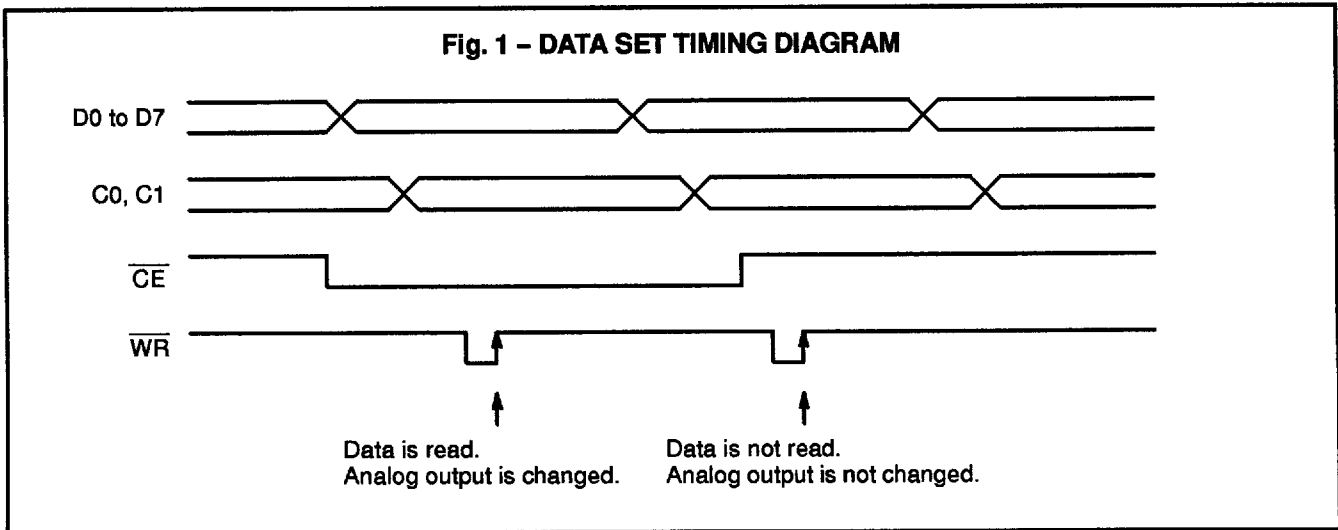 Fig. 1 – DATA SET TIMING DIAGRAM
D0 to D7
C0, C1
CE
WR
Data is read.
Analog output is changed.
Data is not read.
Analog output is not changed.